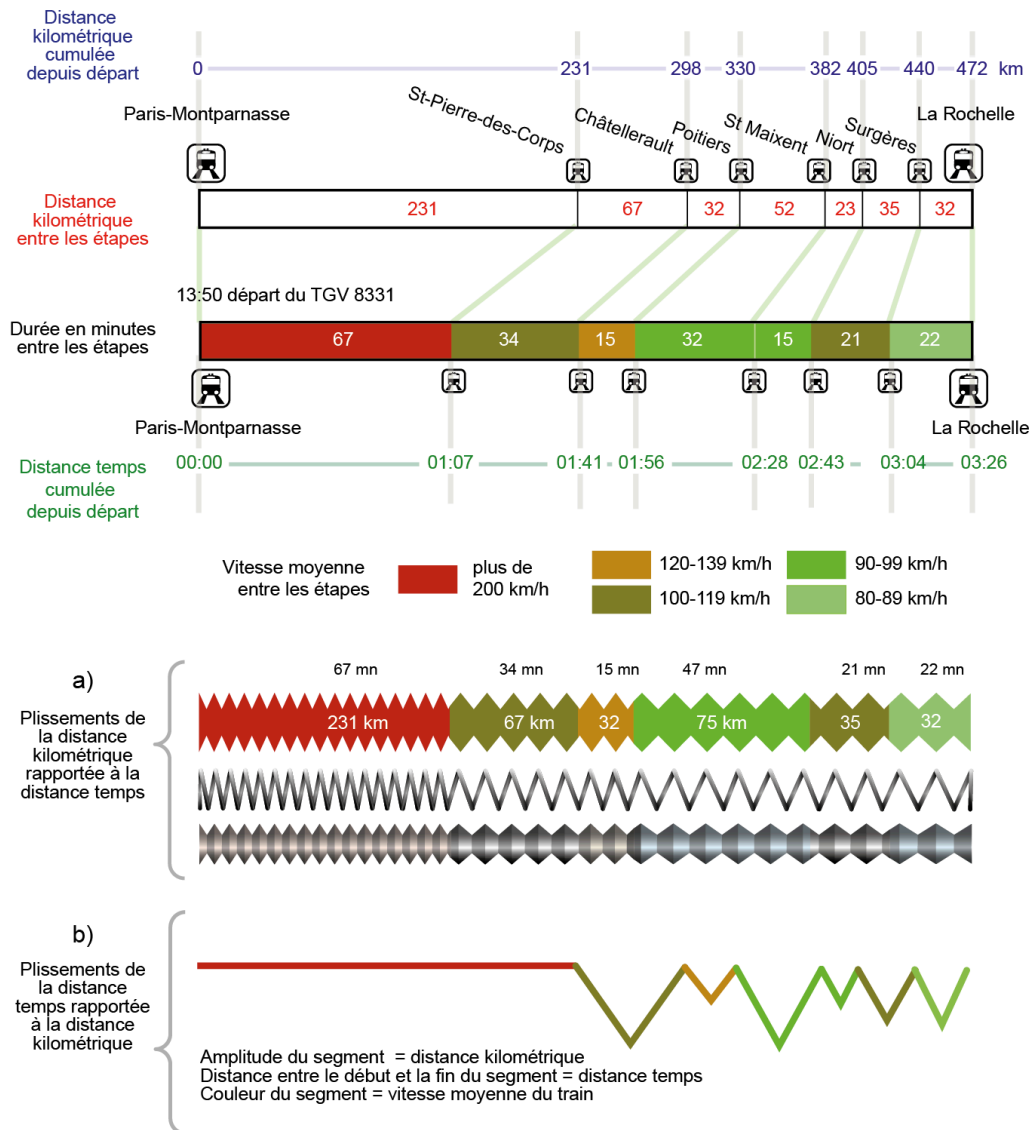 Distance
kilométrique
cumulée
depuis départ
0 231 298 330 382 405 440 472 km
Paris-Montparnasse
St-Pierre-des-Corps
Châtellerault
Poitiers
St Maixent
Niort
Surgères
La Rochelle
Distance
kilométrique
entre les étapes
231 67 32 52 23 35 32
13:50 départ du TGV 8331
Durée en minutes
entre les étapes
67 34 15 32 15 21 22
Paris-Montparnasse
La Rochelle
Distance temps
cumulée
depuis départ
00:00 01:07 01:41 01:56 02:28 02:43 03:04 03:26
Vitesse moyenne
entre les étapes
plus de
200 km/h
120-139 km/h
100-119 km/h
90-99 km/h
80-89 km/h
a)
Plissements de
la distance
kilométrique
rapportée à la
distance temps
67 mn 34 mn 15 mn 47 mn 21 mn 22 mn
231 km 67 km 32 75 km 35 32
b)
Plissements de
la distance
temps rapportée
à la distance
kilométrique
Amplitude du segment = distance kilométrique
Distance entre le début et la fin du segment = distance temps
Couleur du segment = vitesse moyenne du train